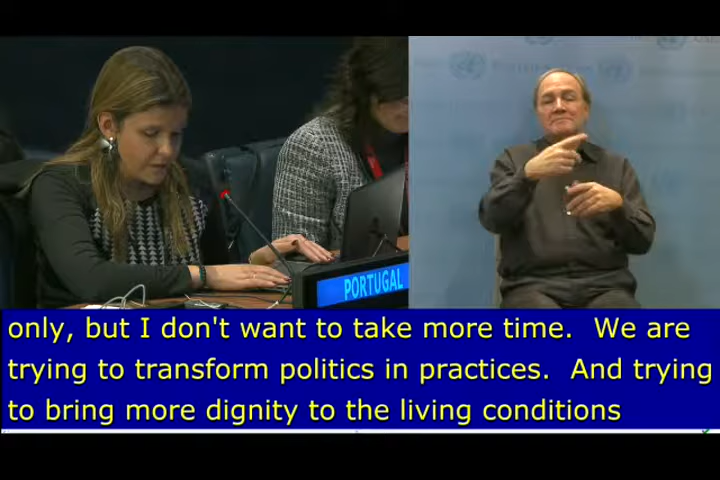 PORTUGAL
only, but I don't want to take more time.  We are
trying to transform politics in practices.  And trying
to bring more dignity to the living conditions